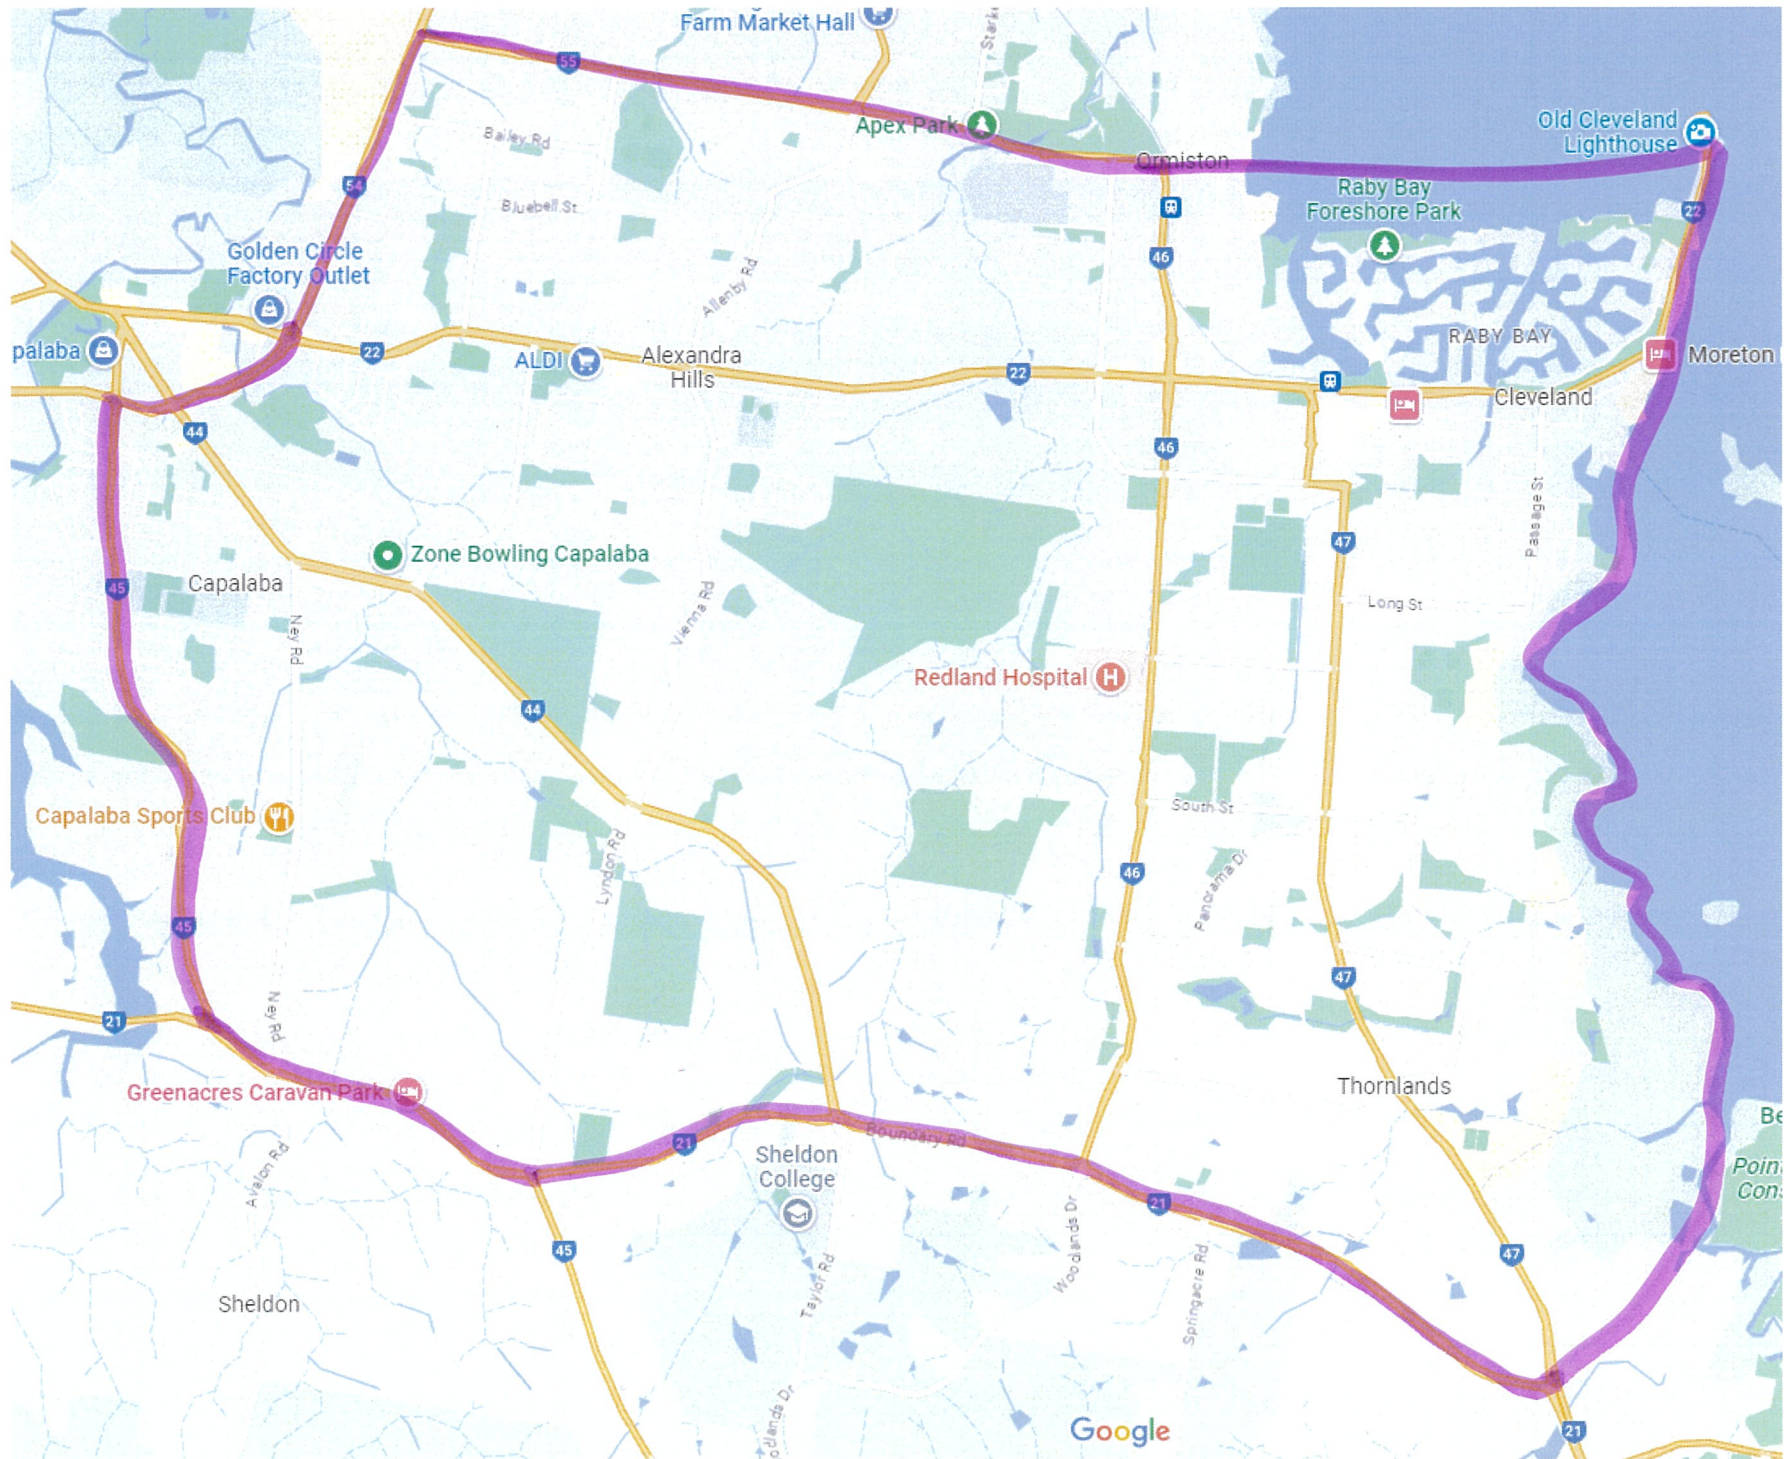 Farm Market Hall
55
Apex Park
Ormiston
Old Cleveland
Lighthouse
Bailey Rd
54
Bluebell St
Raby Bay
Foreshore Park
22
Golden Circle
Factory Outlet
46
Allenby Rd
RABY BAY
palaba
22
ALDI
Alexandra
Hills
22
Moreton
Cleveland
44
46
Passage St
Zone Bowling Capalaba
47
Capalaba
45
Ney Rd
Vienna Rd
Long St
Redland Hospital
44
Capalaba Sports Club
South St
Lyndon Rd
46
Panorama Dr
45
47
21
Ney Rd
Greenacres Caravan Park
Thornlands
Boundary Rd
21
Sheldon
College
Avalon Rd
21
Woodlands Dr
45
Taylor Rd
Springacre Rd
47
Sheldon
odlands Dr
Google
21